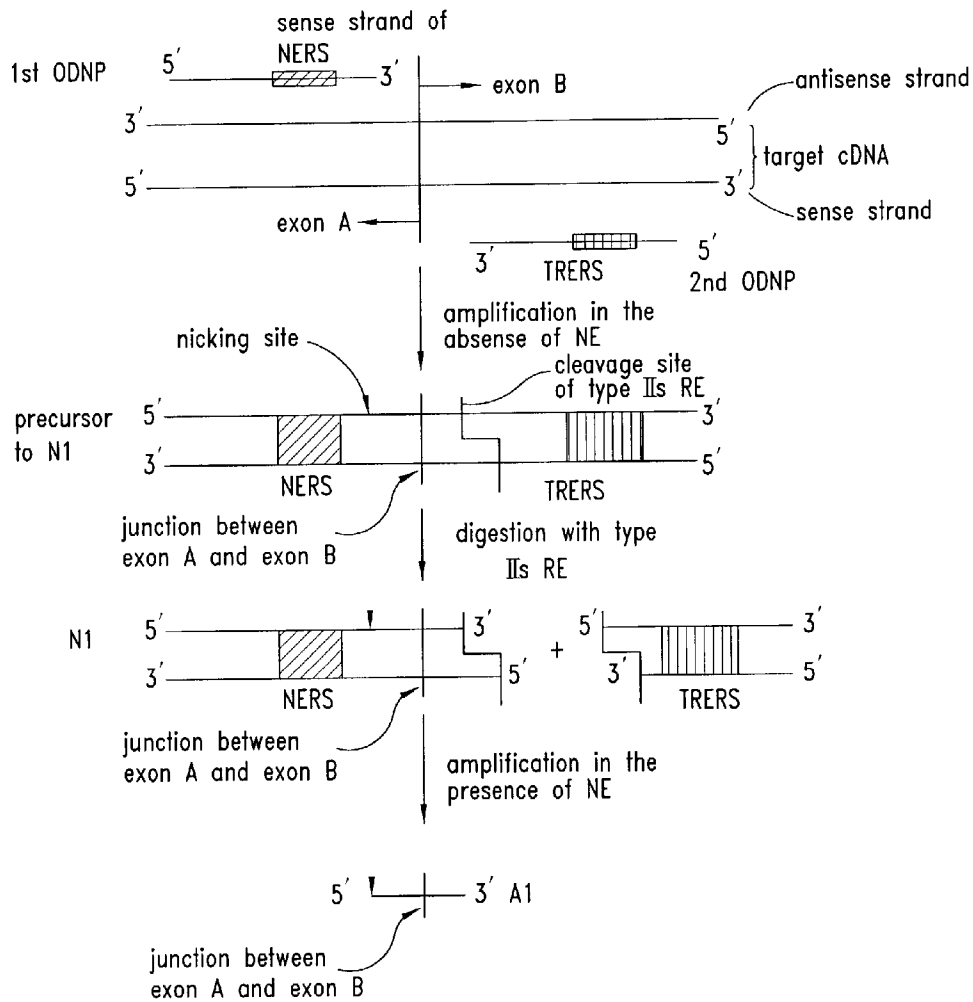 sense strand of
NERS
1st ODNP
5′
3′
exon B
antisense strand
3′
5′
target cDNA
5′
3′
exon A
sense strand
3′
TRERS
5′
2nd ODNP
amplification in the
absense of NE
nicking site
cleavage site
of type IIs RE
precursor
to N1
5′
3′
3′
5′
NERS
TRERS
junction between
exon A and exon B
digestion with type
IIs RE
N1
5′
3′
5′
3′
+
3′
5′
3′
5′
NERS
TRERS
junction between
exon A and exon B
amplification in the
presence of NE
5′
3′ A1
junction between
exon A and exon B